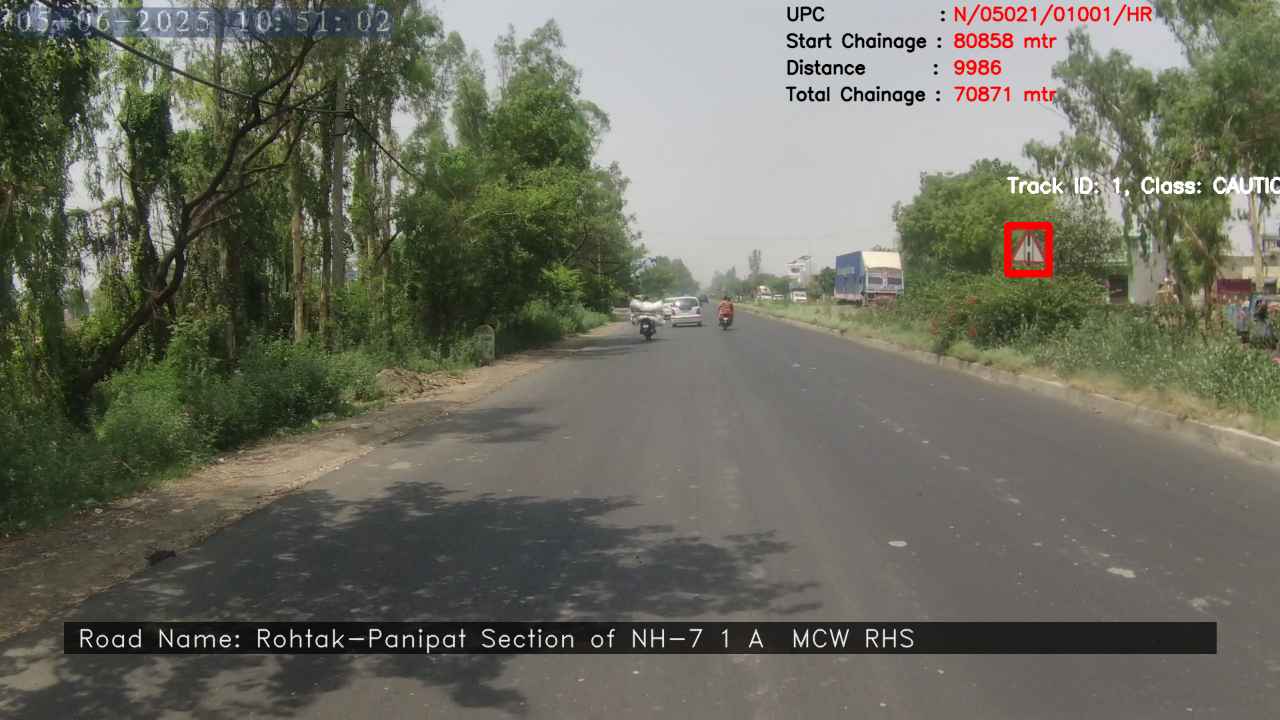 05-06-2025 10:51:02
UPC : N/05021/01001/HR
Start Chainage : 80858 mtr
Distance : 9986
Total Chainage : 70871 mtr
Track ID: 1, Class: CAUTIO
Road Name: Rohtak-Panipat Section of NH-7 1 A MCW RHS